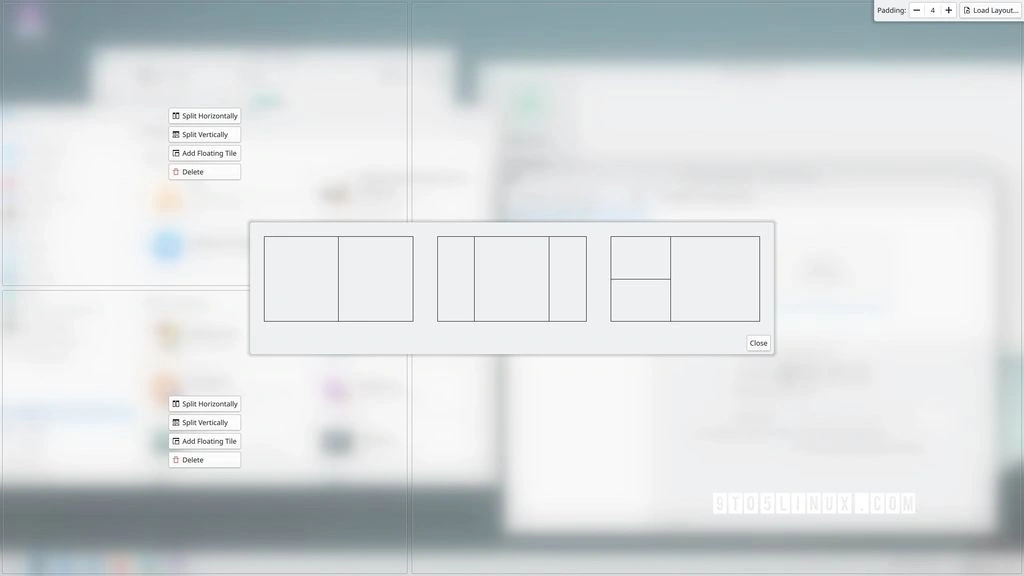 Padding: − 4 + Load Layout...
Split Horizontally
Split Vertically
Add Floating Tile
Delete
Close
Split Horizontally
Split Vertically
Add Floating Tile
Delete
9TO5LINUX.COM